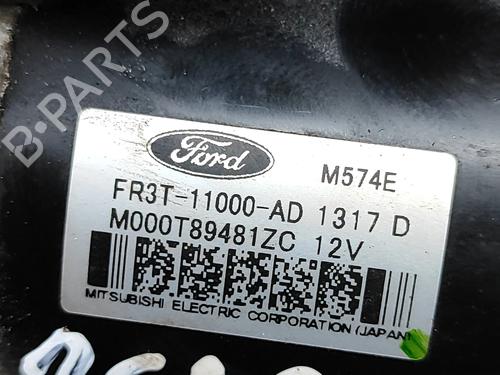 B-PARTS
Ford
M574E
FR3T-11000-AD 1317 D
M000T89481ZC 12V
MITSUBISHI ELECTRIC CORPORATION (JAPAN)